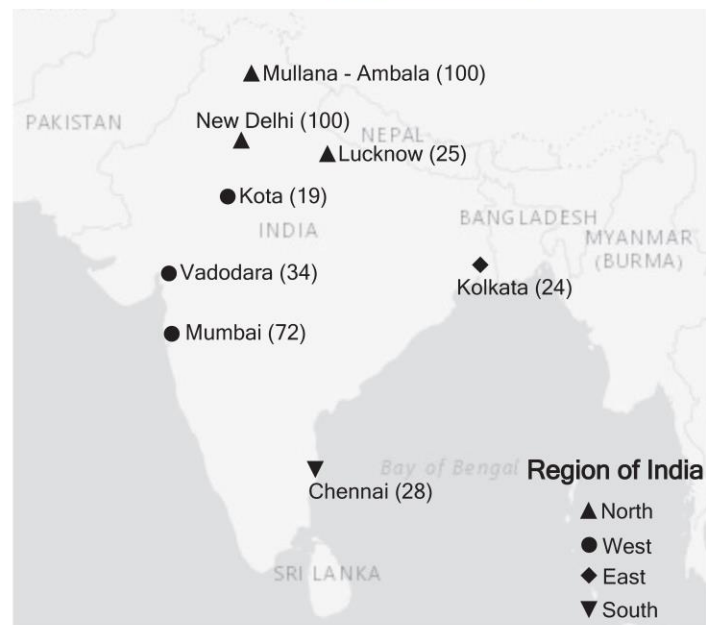 Mullana - Ambala (100)
PAKISTAN
New Delhi (100)
NEPAL
Lucknow (25)
Kota (19)
INDIA
BANGLADESH
MYANMAR
(BURMA)
Vadodara (34)
Kolkata (24)
Mumbai (72)
Bay of Bengal
Region of India
Chennai (28)
North
West
SRI LANKA
East
South